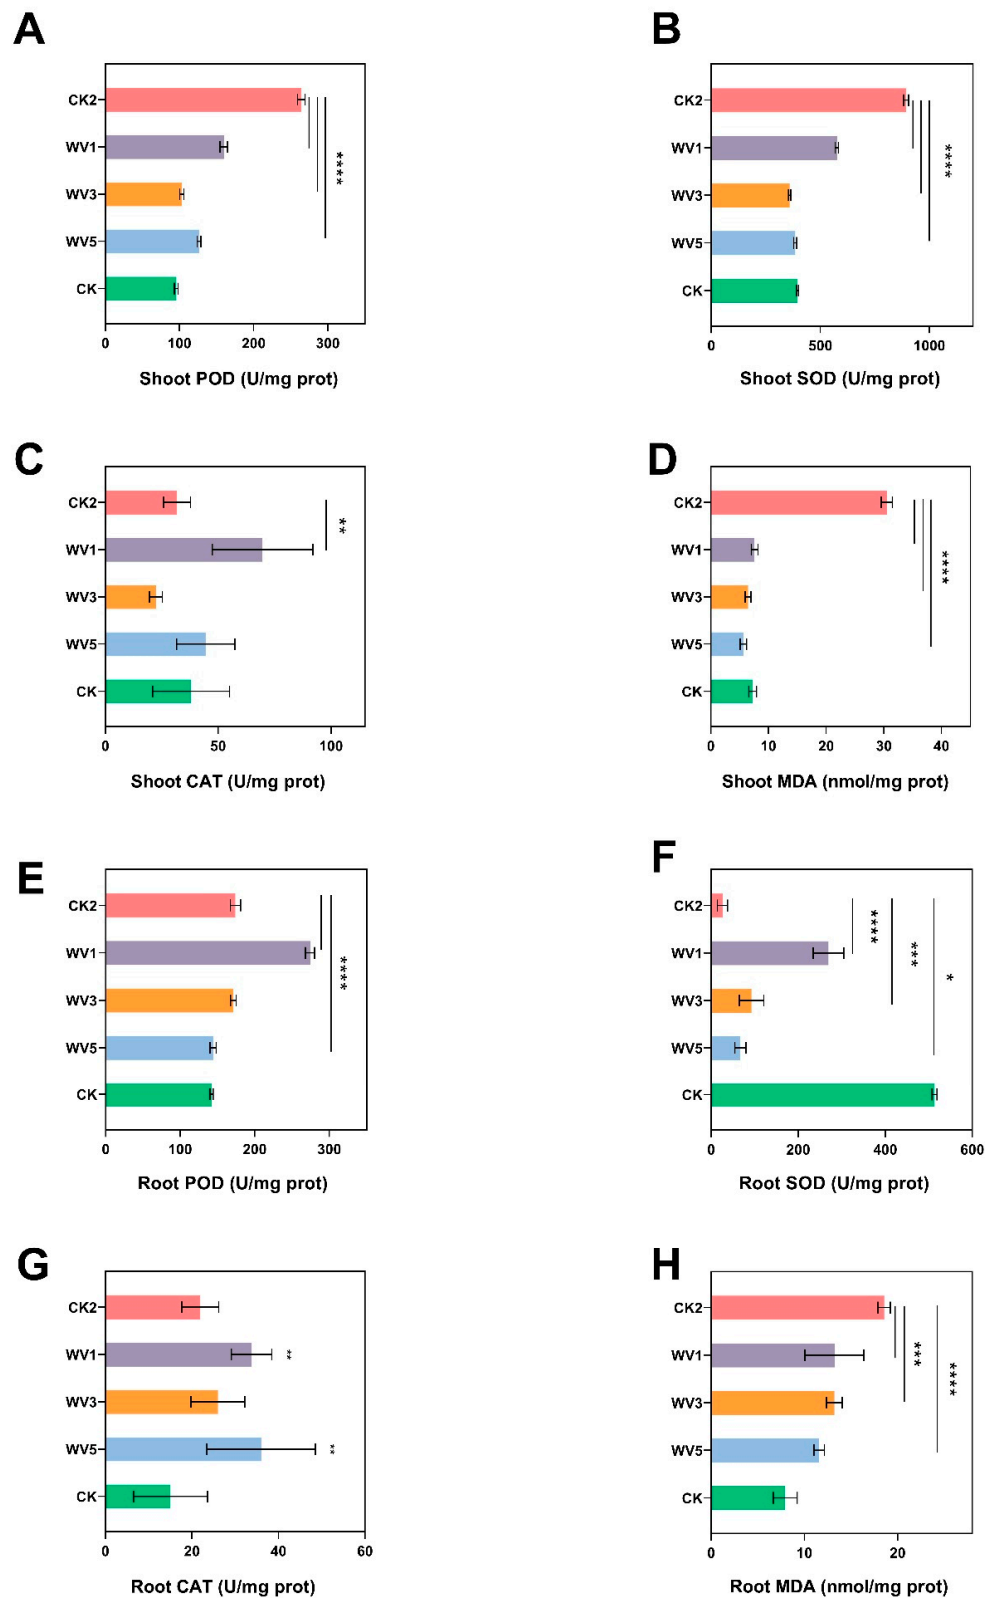 A
CK2
WV1
WV3
WV5
CK
****
0 100 200 300
Shoot POD (U/mg prot)
B
CK2
WV1
WV3
WV5
CK
****
0 500 1000
Shoot SOD (U/mg prot)
C
CK2
WV1
WV3
WV5
CK
**
0 50 100
Shoot CAT (U/mg prot)
D
CK2
WV1
WV3
WV5
CK
****
0 10 20 30 40
Shoot MDA (nmol/mg prot)
E
CK2
WV1
WV3
WV5
CK
****
0 100 200 300
Root POD (U/mg prot)
F
CK2
WV1
WV3
WV5
CK
****
***
*
0 200 400 600
Root SOD (U/mg prot)
G
CK2
WV1
WV3
WV5
CK
**
**
0 20 40 60
Root CAT (U/mg prot)
H
CK2
WV1
WV3
WV5
CK
***
****
0 10 20
Root MDA (nmol/mg prot)